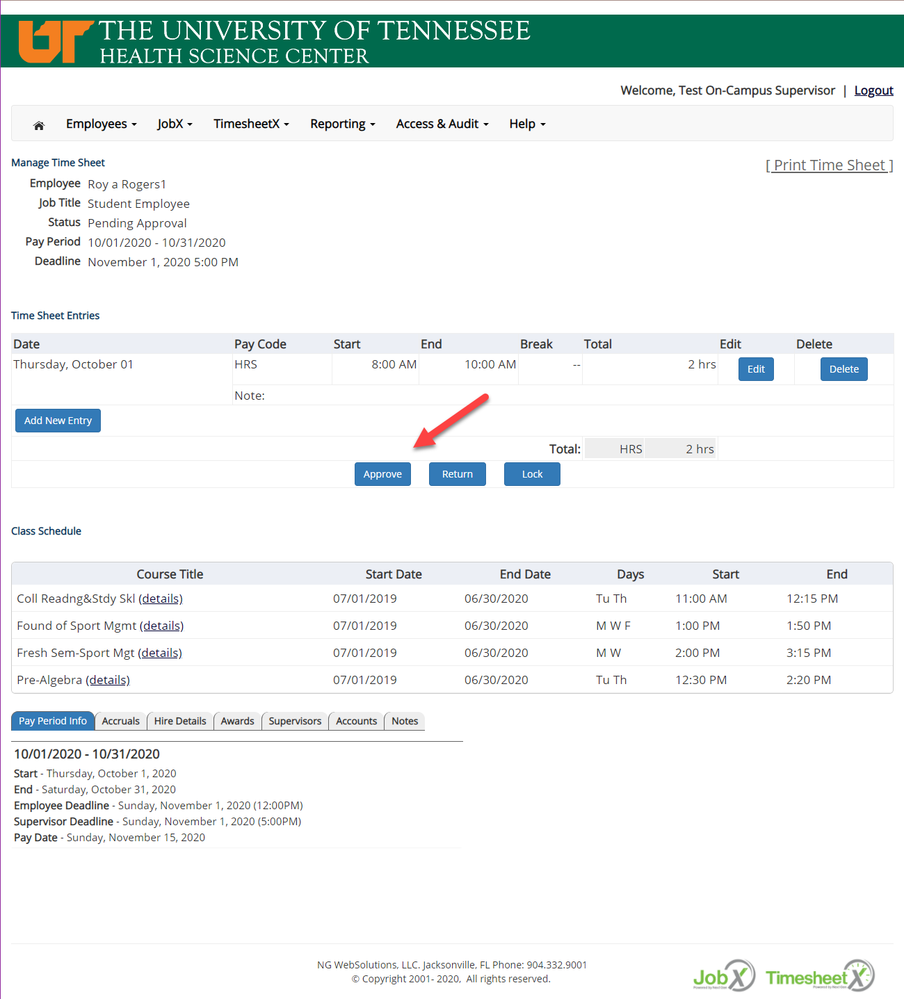 UT THE UNIVERSITY OF TENNESSEE
HEALTH SCIENCE CENTER
Welcome, Test On-Campus Supervisor | Logout
Employees JobX TimesheetX Reporting Access & Audit Help
Manage Time Sheet
[ Print Time Sheet ]
Employee Roy a Rogers1
Job Title Student Employee
Status Pending Approval
Pay Period 10/01/2020 - 10/31/2020
Deadline November 1, 2020 5:00 PM
Time Sheet Entries
Date Pay Code Start End Break Total Edit Delete
Thursday, October 01 HRS 8:00 AM 10:00 AM -- 2 hrs Edit Delete
Note:
Add New Entry
Total: HRS 2 hrs
Approve Return Lock
Class Schedule
Course Title Start Date End Date Days Start End
Coll Readng&Stdy Skl (details) 07/01/2019 06/30/2020 Tu Th 11:00 AM 12:15 PM
Found of Sport Mgmt (details) 07/01/2019 06/30/2020 M W F 1:00 PM 1:50 PM
Fresh Sem-Sport Mgt (details) 07/01/2019 06/30/2020 M W 2:00 PM 3:15 PM
Pre-Algebra (details) 07/01/2019 06/30/2020 Tu Th 12:30 PM 2:20 PM
Pay Period Info Accruals Hire Details Awards Supervisors Accounts Notes
10/01/2020 - 10/31/2020
Start - Thursday, October 1, 2020
End - Saturday, October 31, 2020
Employee Deadline - Sunday, November 1, 2020 (12:00PM)
Supervisor Deadline - Sunday, November 1, 2020 (5:00PM)
Pay Date - Sunday, November 15, 2020
NG WebSolutions, LLC. Jacksonville, FL Phone: 904.332.9001
© Copyright 2001- 2020, All rights reserved.
JobX Powered by Next Gen
TimesheetX Powered by Next Gen